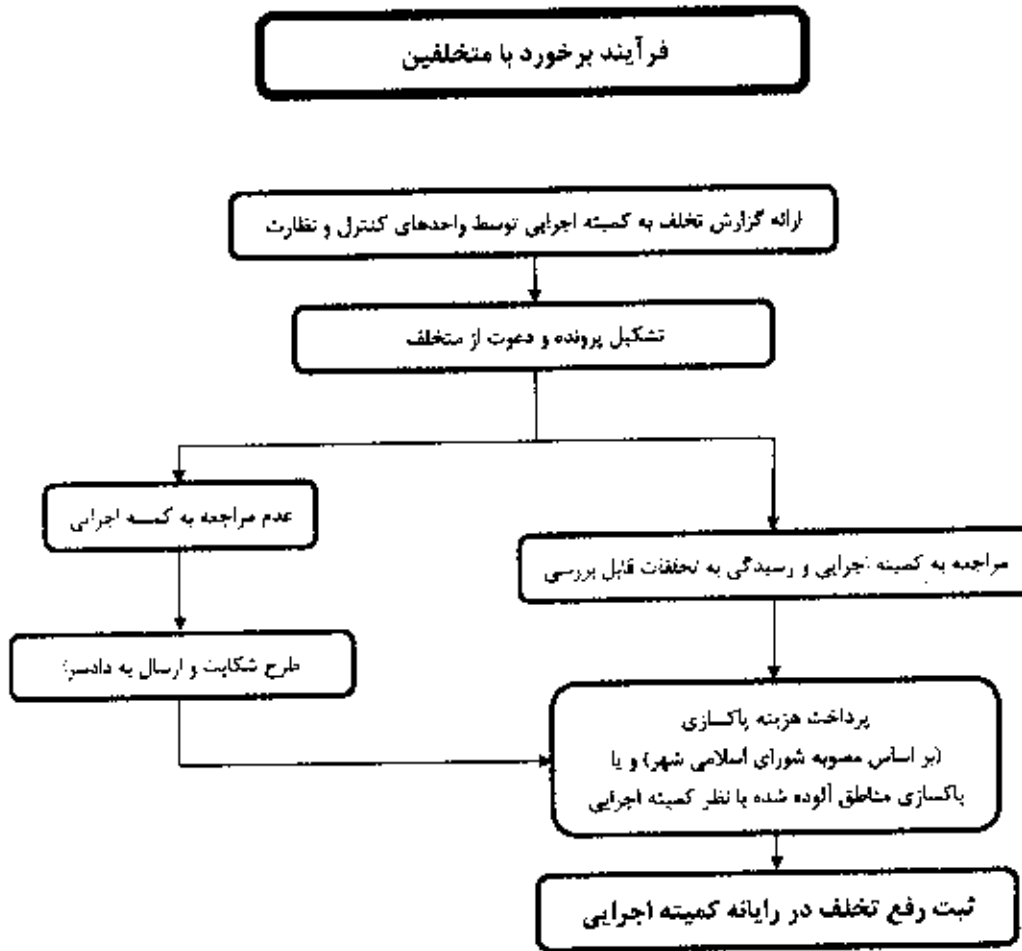 فرآیند برخورد با متخلفین
ارائه گزارش تخلف به کمیته اجرایی توسط واحدهای کنترل و نظارت
تشکیل پرونده و دعوت از متخلف
عدم مراجعه به کمیته اجرایی
مراجعه به کمیته اجرایی و رسیدگی به تخلفات قابل بررسی
طرح شکایت و ارسال به دادسرا
پرداخت هزینه پاکسازی
(بر اساس مصوبه شورای اسلامی شهر) و یا
پاکسازی مناطق آلوده شده با نظر کمیته اجرایی
ثبت رفع تخلف در رایانه کمیته اجرایی